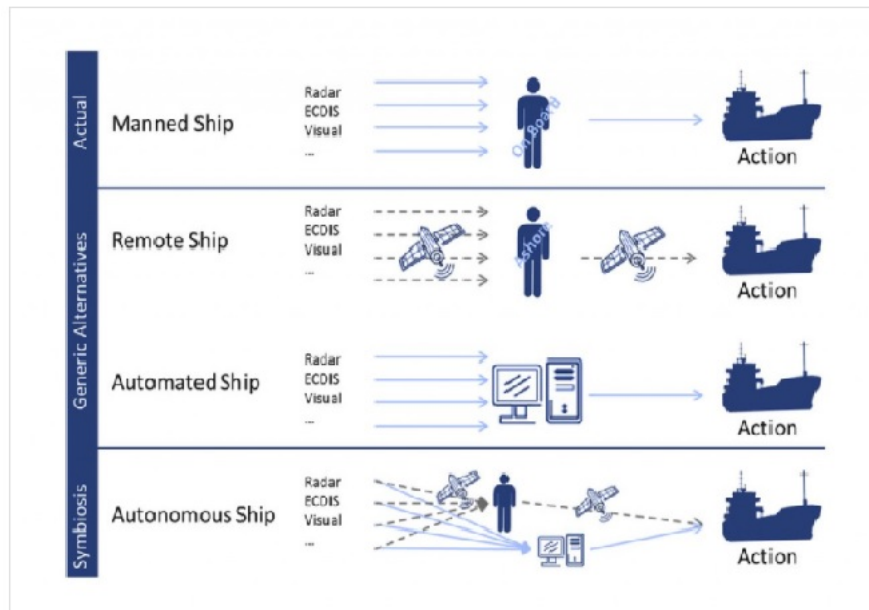 Actual
Manned Ship
Radar
ECDIS
Visual
...
On Board
Action
Generic Alternatives
Remote Ship
Radar
ECDIS
Visual
...
Ashore
Action
Automated Ship
Radar
ECDIS
Visual
...
Action
Symbiosis
Autonomous Ship
Radar
ECDIS
Visual
...
Action